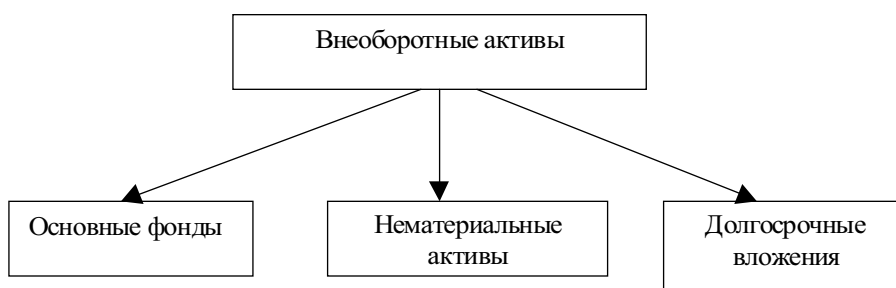 Внеоборотные активы
Основные фонды
Нематериальные
активы
Долгосрочные
вложения